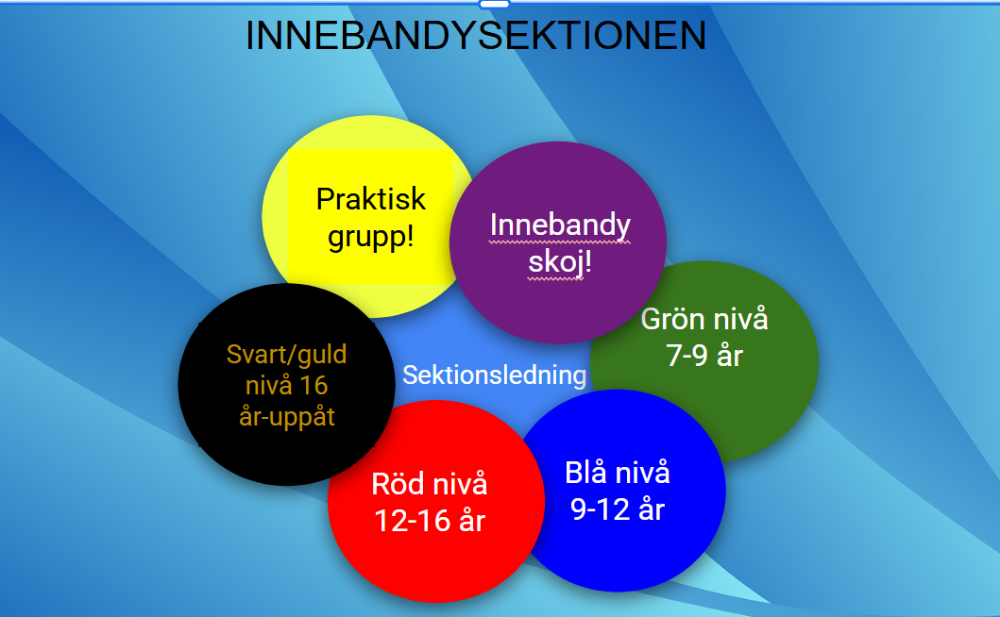 INNEBANDYSEKTIONEN
Praktisk
grupp!
Innebandy
skoj!
Grön nivå
7-9 år
Svart/guld
nivå 16
år-uppåt
Sektionsledning
Röd nivå
12-16 år
Blå nivå
9-12 år